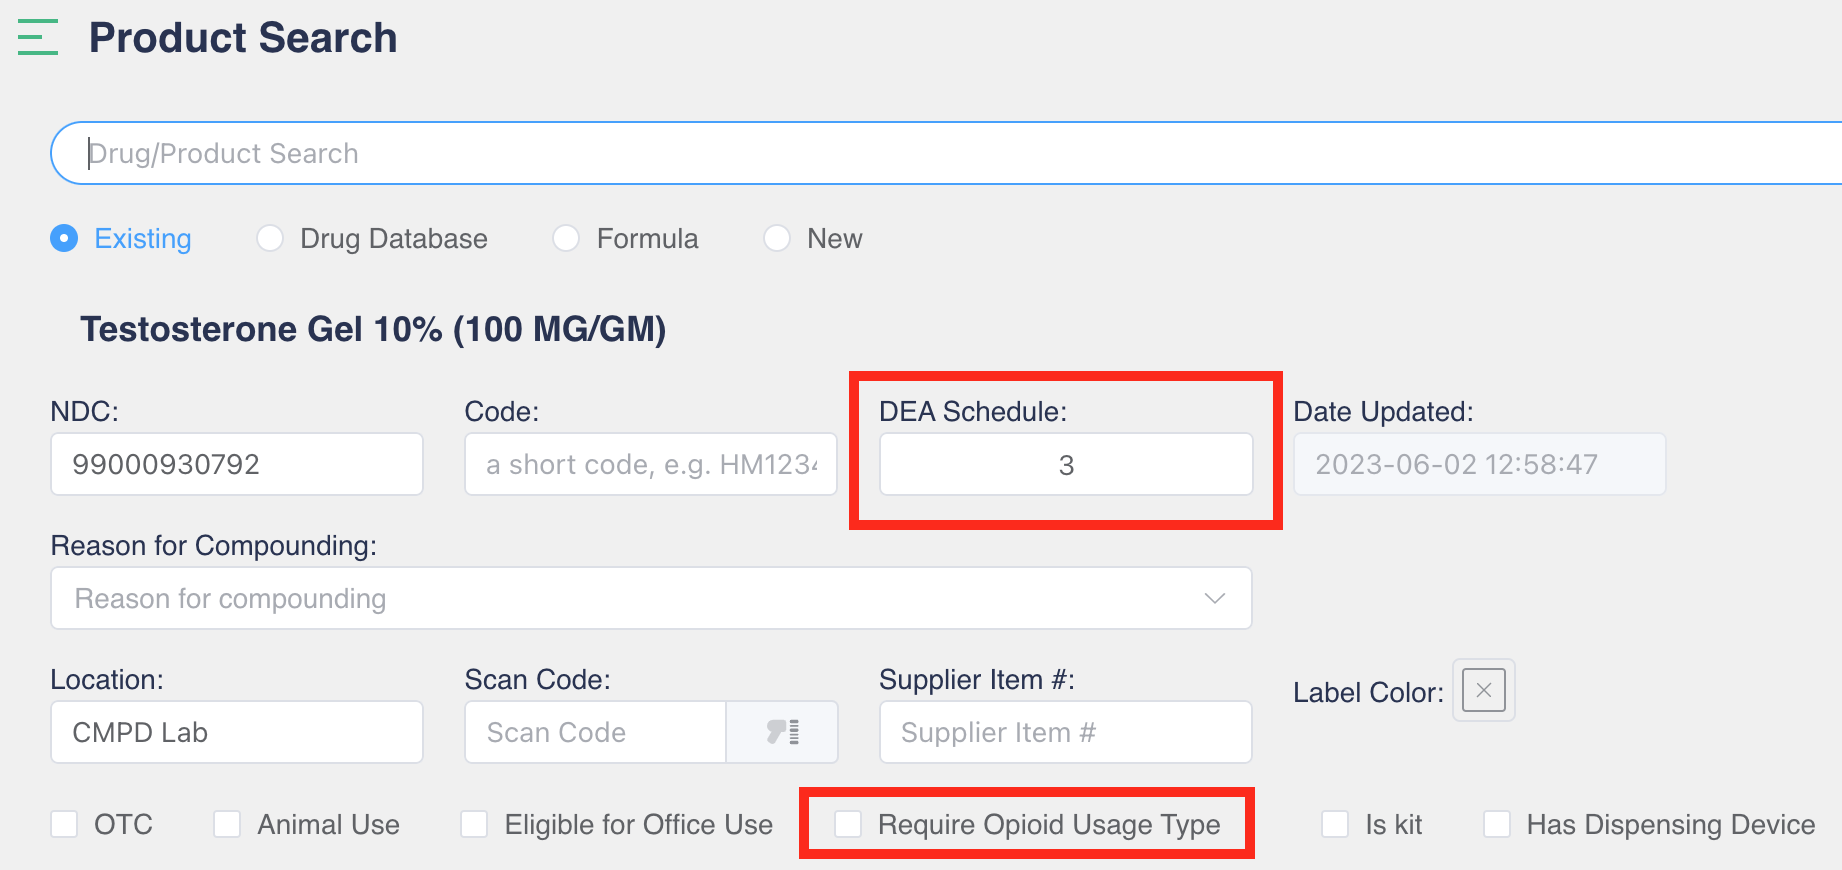 Product Search
Drug/Product Search
Existing Drug Database Formula New
Testosterone Gel 10% (100 MG/GM)
NDC: Code: DEA Schedule: Date Updated:
99000930792 a short code, e.g. HM1234 3 2023-06-02 12:58:47
Reason for Compounding:
Reason for compounding
Location: Scan Code: Supplier Item #: Label Color:
CMPD Lab Scan Code Supplier Item #
OTC Animal Use Eligible for Office Use Require Opioid Usage Type Is kit Has Dispensing Device